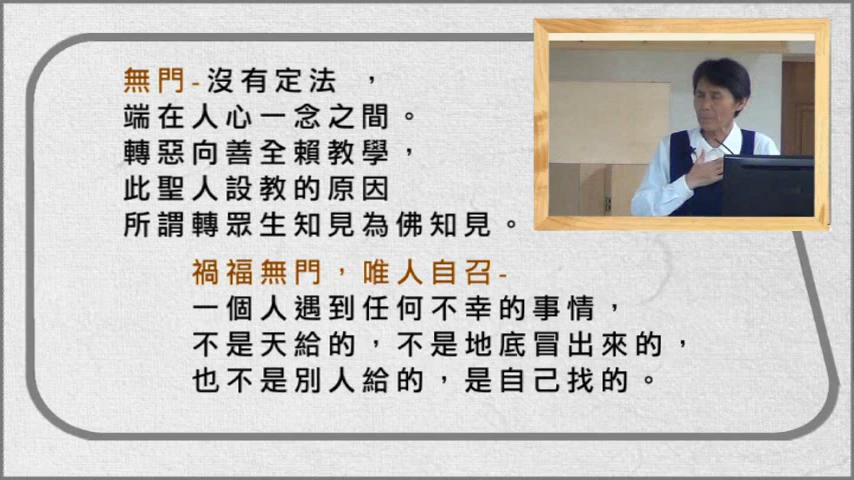 無門-沒有定法，
端在人心一念之間。
轉惡向善全賴教學，
此聖人設教的原因
所謂轉眾生知見為佛知見。
禍福無門，唯人自召-
一個人遇到任何不幸的事情，
不是天給的，不是地底冒出來的，
也不是別人給的，是自己找的。